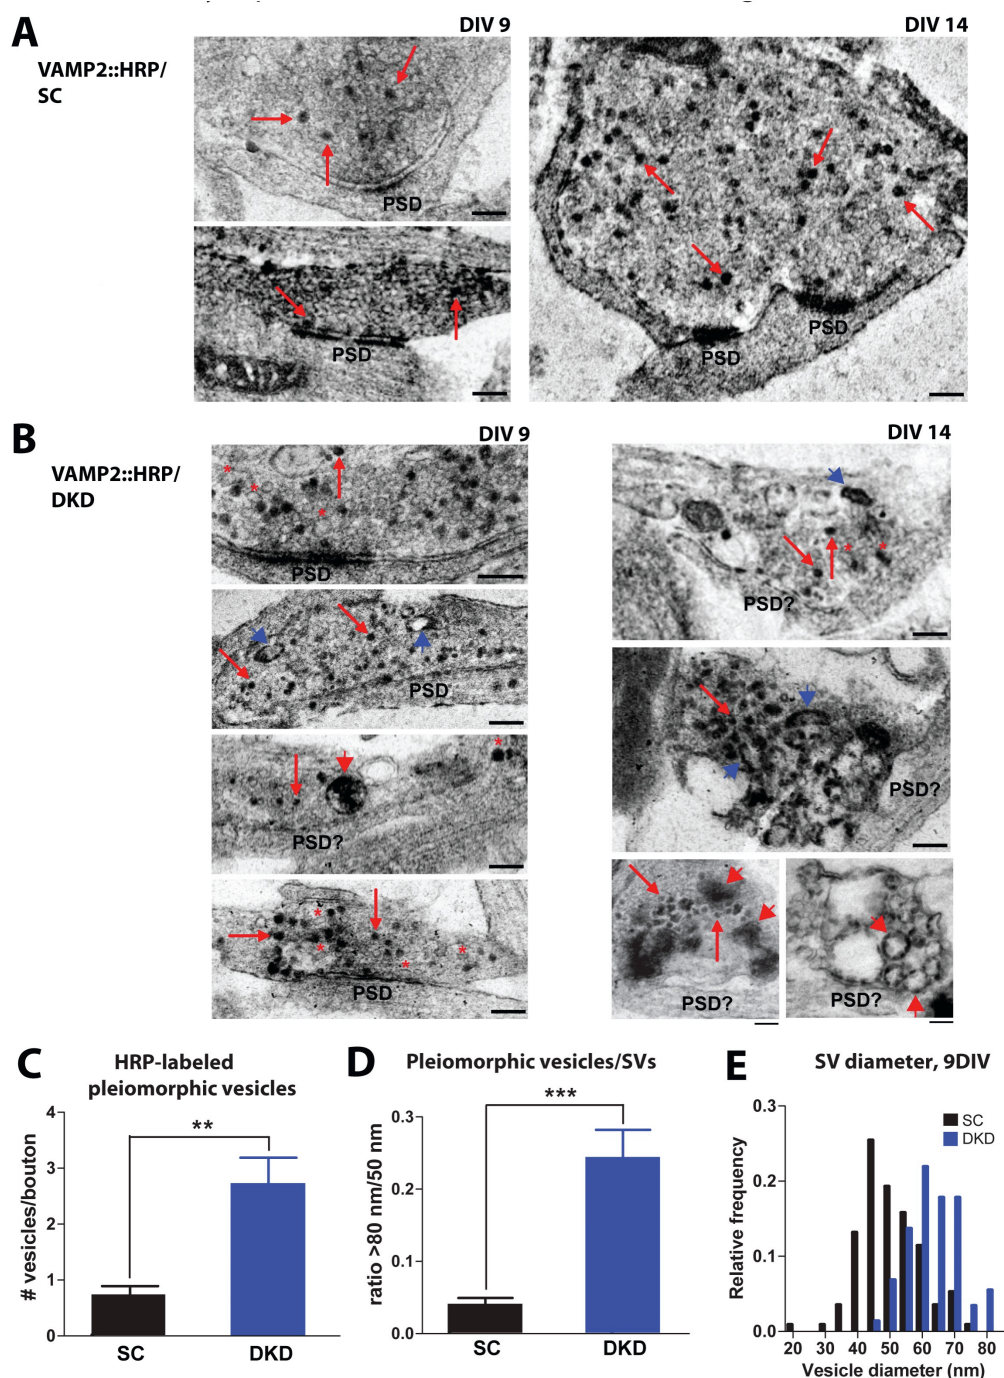 A
DIV 9
DIV 14
VAMP2::HRP/
SC
PSD
PSD
PSD
PSD
B
DIV 9
DIV 14
VAMP2::HRP/
DKD
PSD
*
*
*
PSD?
*
*
PSD
PSD?
*
PSD?
PSD
*
*
*
*
PSD?
PSD?
C
HRP-labeled
pleiomorphic vesicles
# vesicles/bouton
4
3
2
1
0
**
SC
DKD
D
Pleiomorphic vesicles/SVs
ratio >80 nm/50 nm
0.3
0.2
0.1
0.0
***
SC
DKD
E
SV diameter, 9DIV
Relative frequency
0.3
0.2
0.1
0.0
SC
DKD
20 30 40 50 60 70 80
Vesicle diameter (nm)